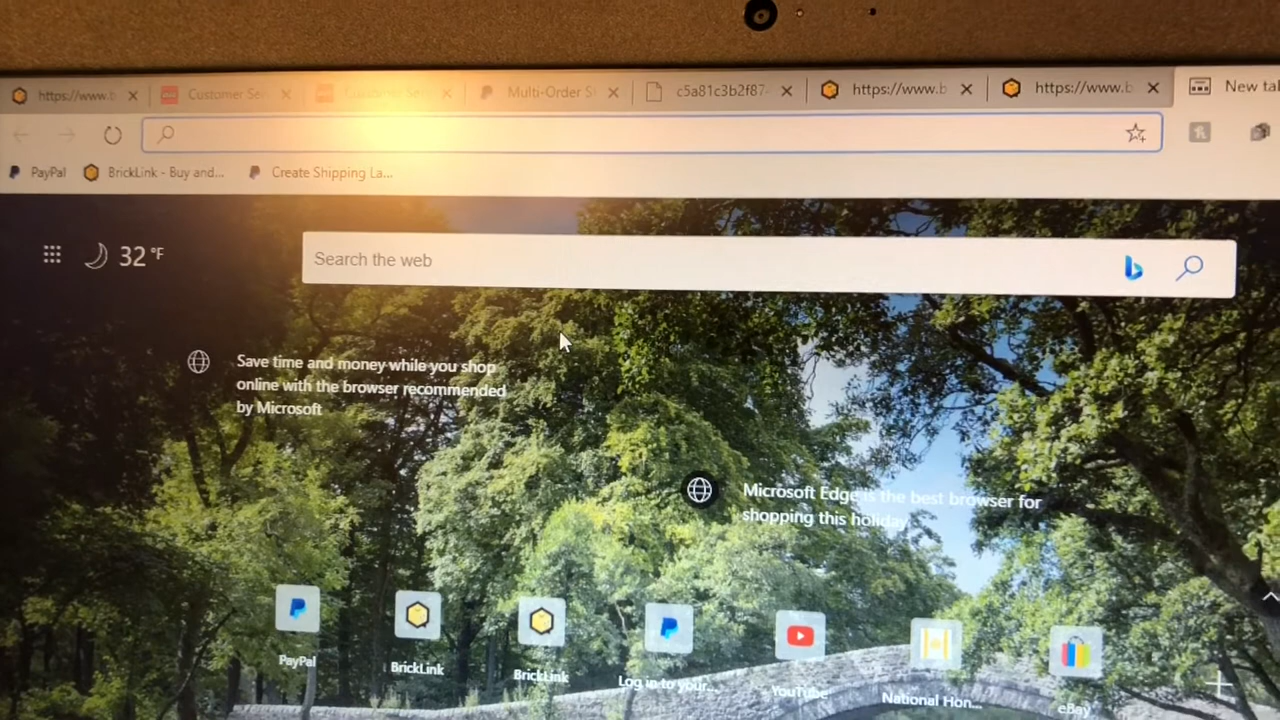 https://www.b
Customer Ser
Customer Serv
Multi-Order S
c5a81c3b2f87
https://www.b
https://www.b
New tab
PayPal
BrickLink - Buy and...
Create Shipping La...
32 °F
Search the web
Save time and money while you shop
online with the browser recommended
by Microsoft
Microsoft Edge is the best browser for
shopping this holiday
PayPal
BrickLink
BrickLink
Log in to your...
YouTube
National Hon...
eBay